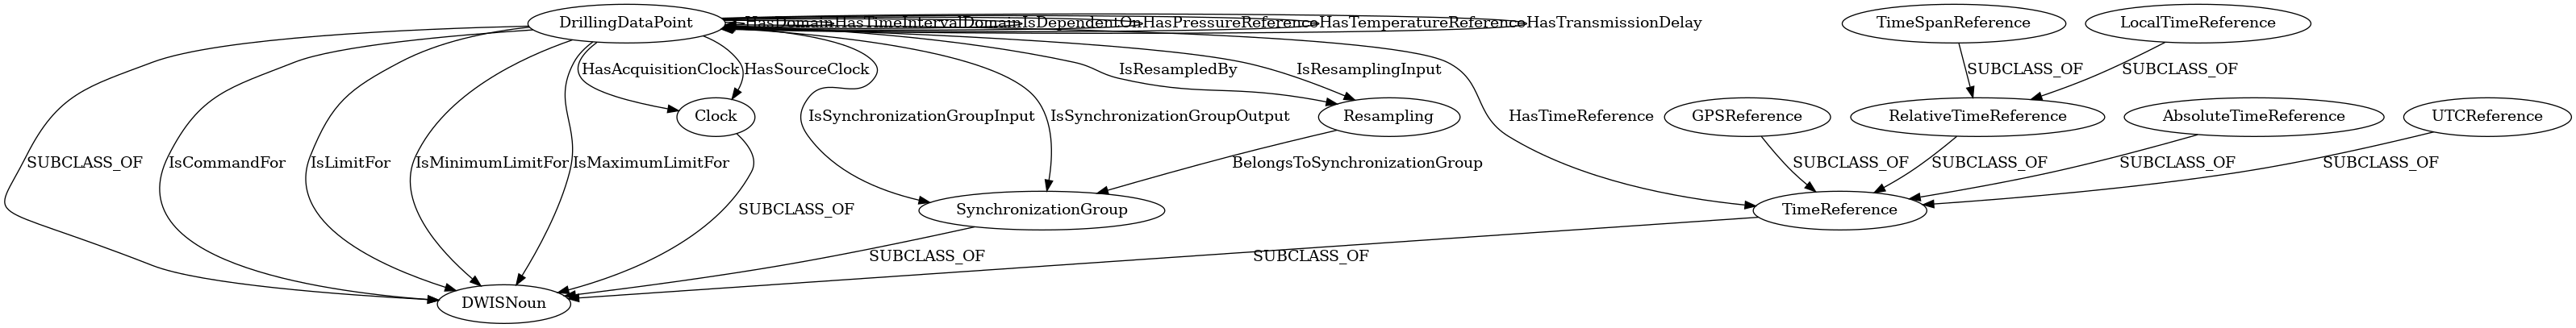 DrillingDataPoint
HasDomain
HasTimeIntervalDomain
IsDependentOn
HasPressureReference
HasTemperatureReference
HasTransmissionDelay
TimeSpanReference
LocalTimeReference
HasAcquisitionClock
HasSourceClock
IsResampledBy
IsResamplingInput
SUBCLASS_OF
SUBCLASS_OF
Clock
IsSynchronizationGroupInput
IsSynchronizationGroupOutput
Resampling
HasTimeReference
GPSReference
RelativeTimeReference
AbsoluteTimeReference
UTCReference
SUBCLASS_OF
IsCommandFor
IsLimitFor
IsMinimumLimitFor
IsMaximumLimitFor
BelongsToSynchronizationGroup
SUBCLASS_OF
SUBCLASS_OF
SUBCLASS_OF
SUBCLASS_OF
SUBCLASS_OF
SynchronizationGroup
TimeReference
SUBCLASS_OF
SUBCLASS_OF
DWISNoun